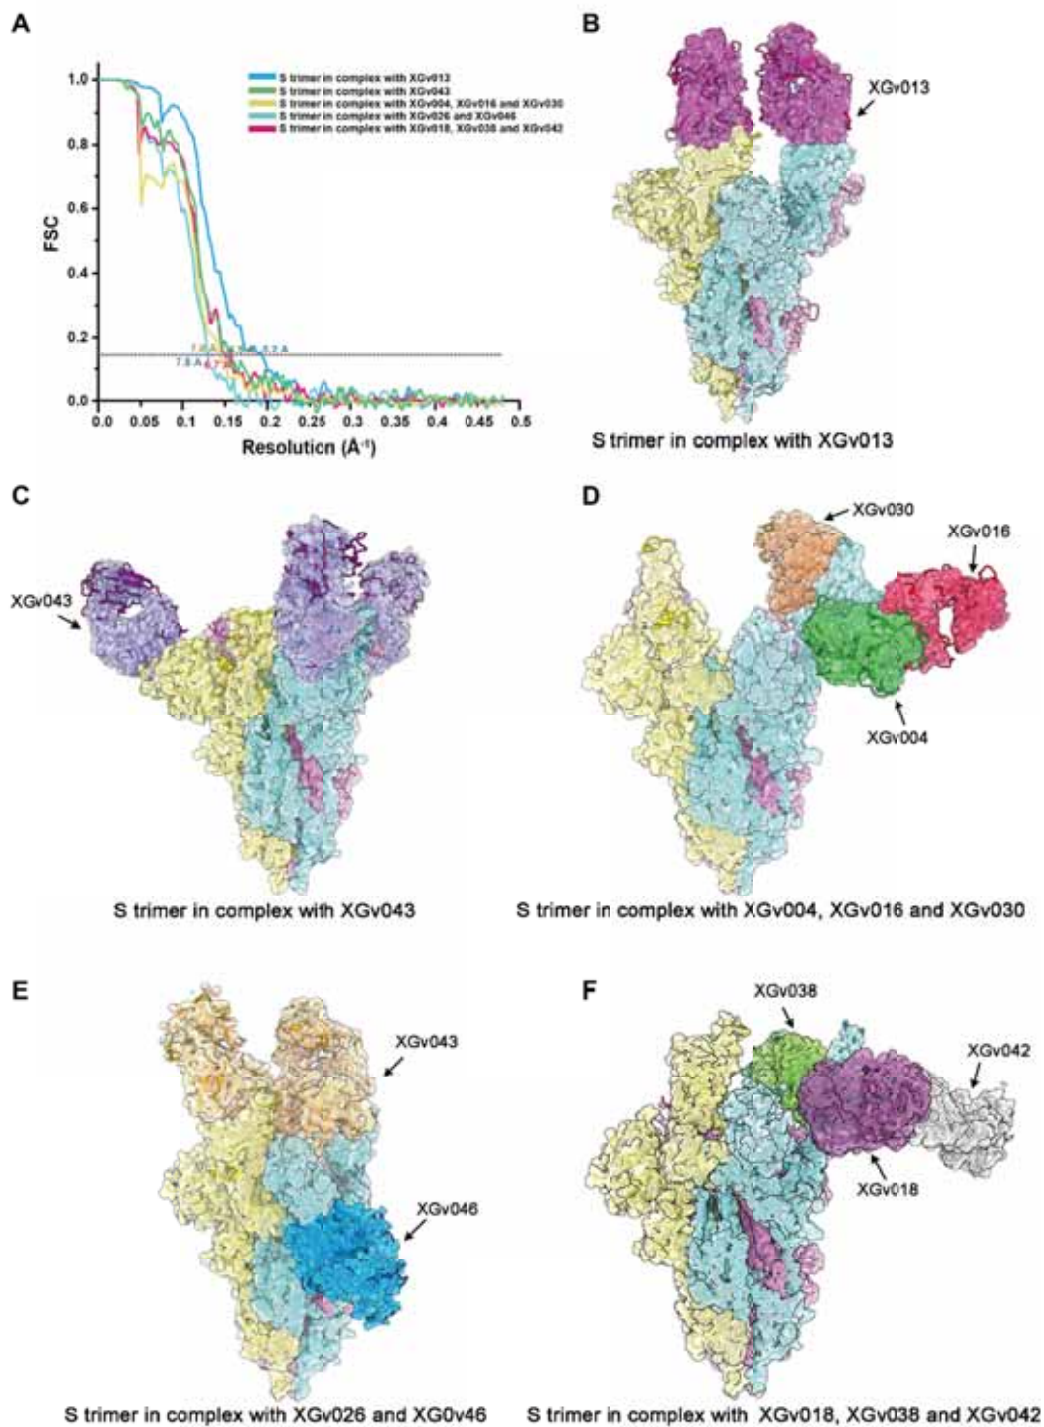 A
B
1.0
0.8
0.6
0.4
0.2
0.0
FSC
S trimer in complex with XGv013
S trimer in complex with XGv043
S trimer in complex with XGv004, XGv016 and XGv030
S trimer in complex with XGv026 and XGv046
S trimer in complex with XGv018, XGv038 and XGv042
7.8 Å
0 0.05 0.1 0.15 0.2 0.25 0.3 0.35 0.4 0.45 0.5
Resolution (Å⁻¹)
XGv013
S trimer in complex with XGv013
C
D
XGv043
XGv030
XGv016
XGv004
S trimer in complex with XGv043
S trimer in complex with XGv004, XGv016 and XGv030
E
F
XGv043
XGv046
XGv038
XGv042
XGv018
S trimer in complex with XGv026 and XG0v46
S trimer in complex with XGv018, XGv038 and XGv042